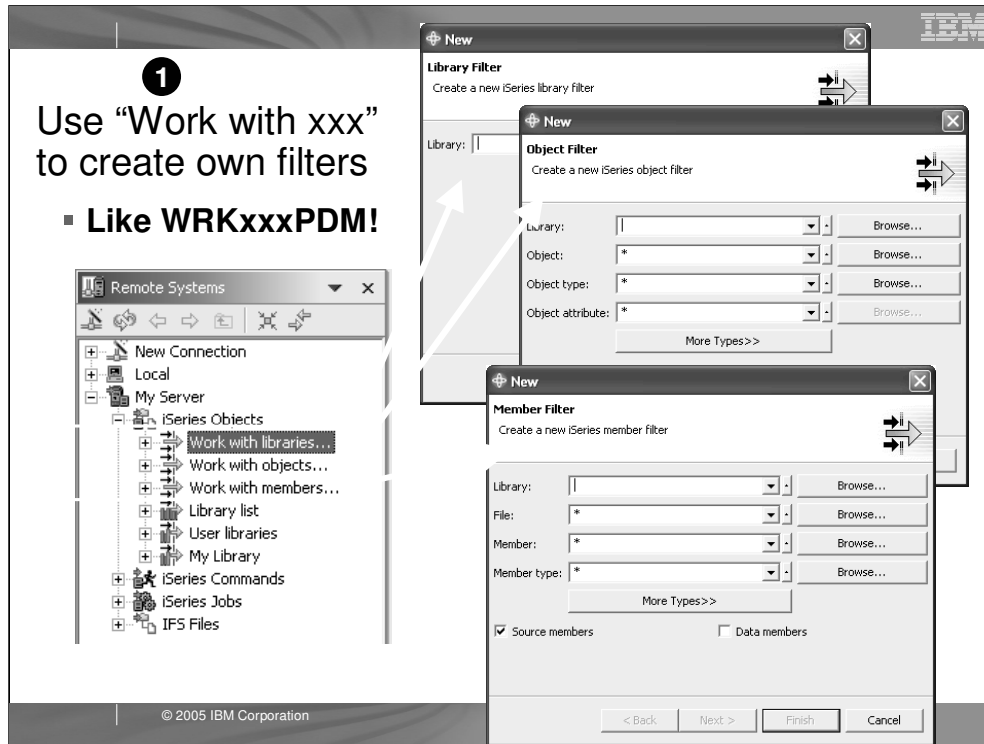 IBM
1
Use “Work with xxx”
to create own filters
▪ Like WRKxxxPDM!
Remote Systems
New Connection
Local
My Server
iSeries Objects
Work with libraries...
Work with objects...
Work with members...
Library list
User libraries
My Library
iSeries Commands
iSeries Jobs
IFS Files
New
Library Filter
Create a new iSeries library filter
Library:
New
Object Filter
Create a new iSeries object filter
Library:
Browse...
Object: *
Browse...
Object type: *
Browse...
Object attribute: *
Browse...
More Types>>
New
Member Filter
Create a new iSeries member filter
Library:
Browse...
File: *
Browse...
Member: *
Browse...
Member type: *
Browse...
More Types>>
Source members
Data members
< Back
Next >
Finish
Cancel
© 2005 IBM Corporation